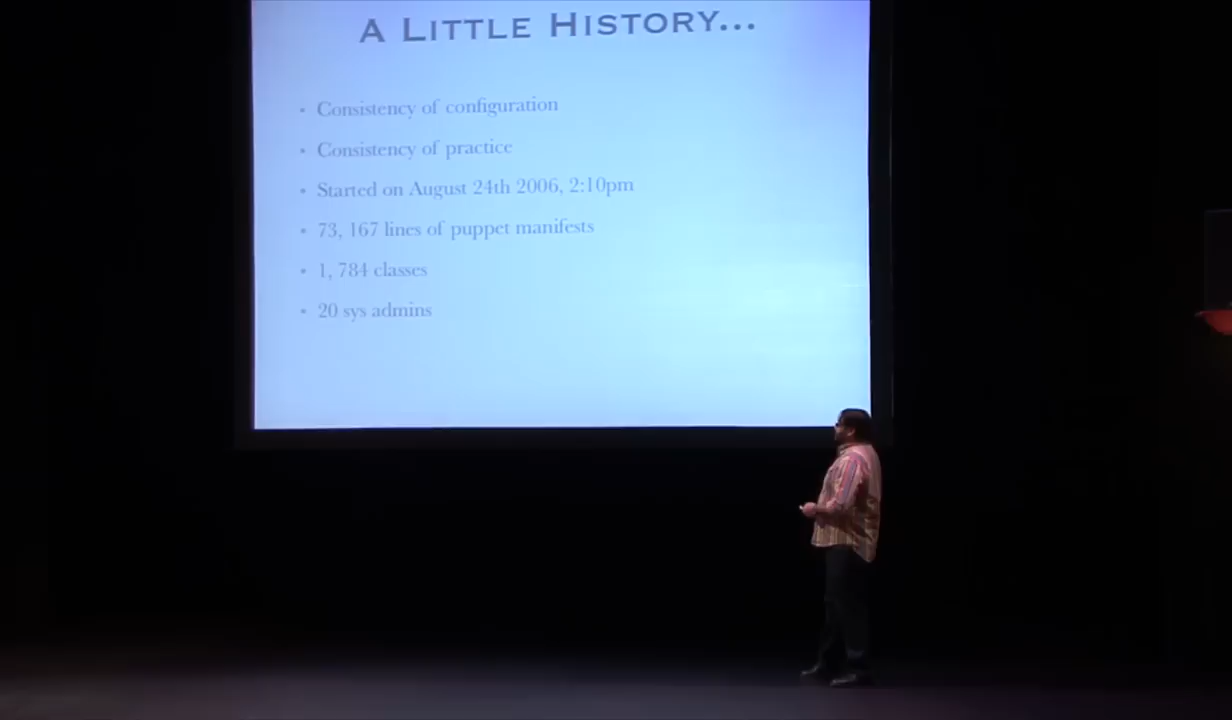 A LITTLE HISTORY...
• Consistency of configuration
• Consistency of practice
• Started on August 24th 2006, 2:10pm
• 73, 167 lines of puppet manifests
• 1, 784 classes
• 20 sys admins